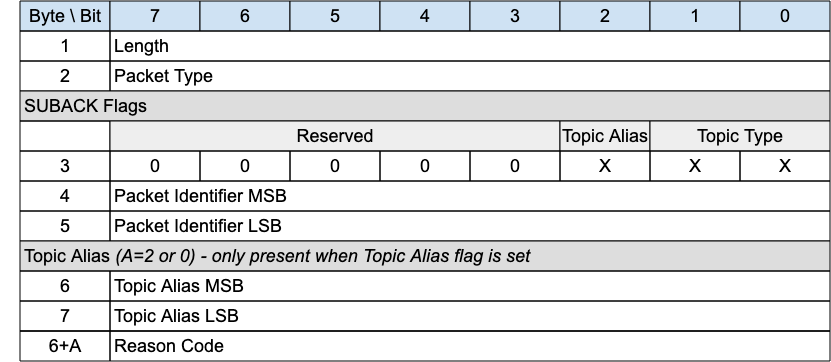 Byte \ Bit 7 6 5 4 3 2 1 0
1 Length
2 Packet Type
SUBACK Flags
Reserved Topic Alias Topic Type
3 0 0 0 0 0 X X X
4 Packet Identifier MSB
5 Packet Identifier LSB
Topic Alias (A=2 or 0) - only present when Topic Alias flag is set
6 Topic Alias MSB
7 Topic Alias LSB
6+A Reason Code